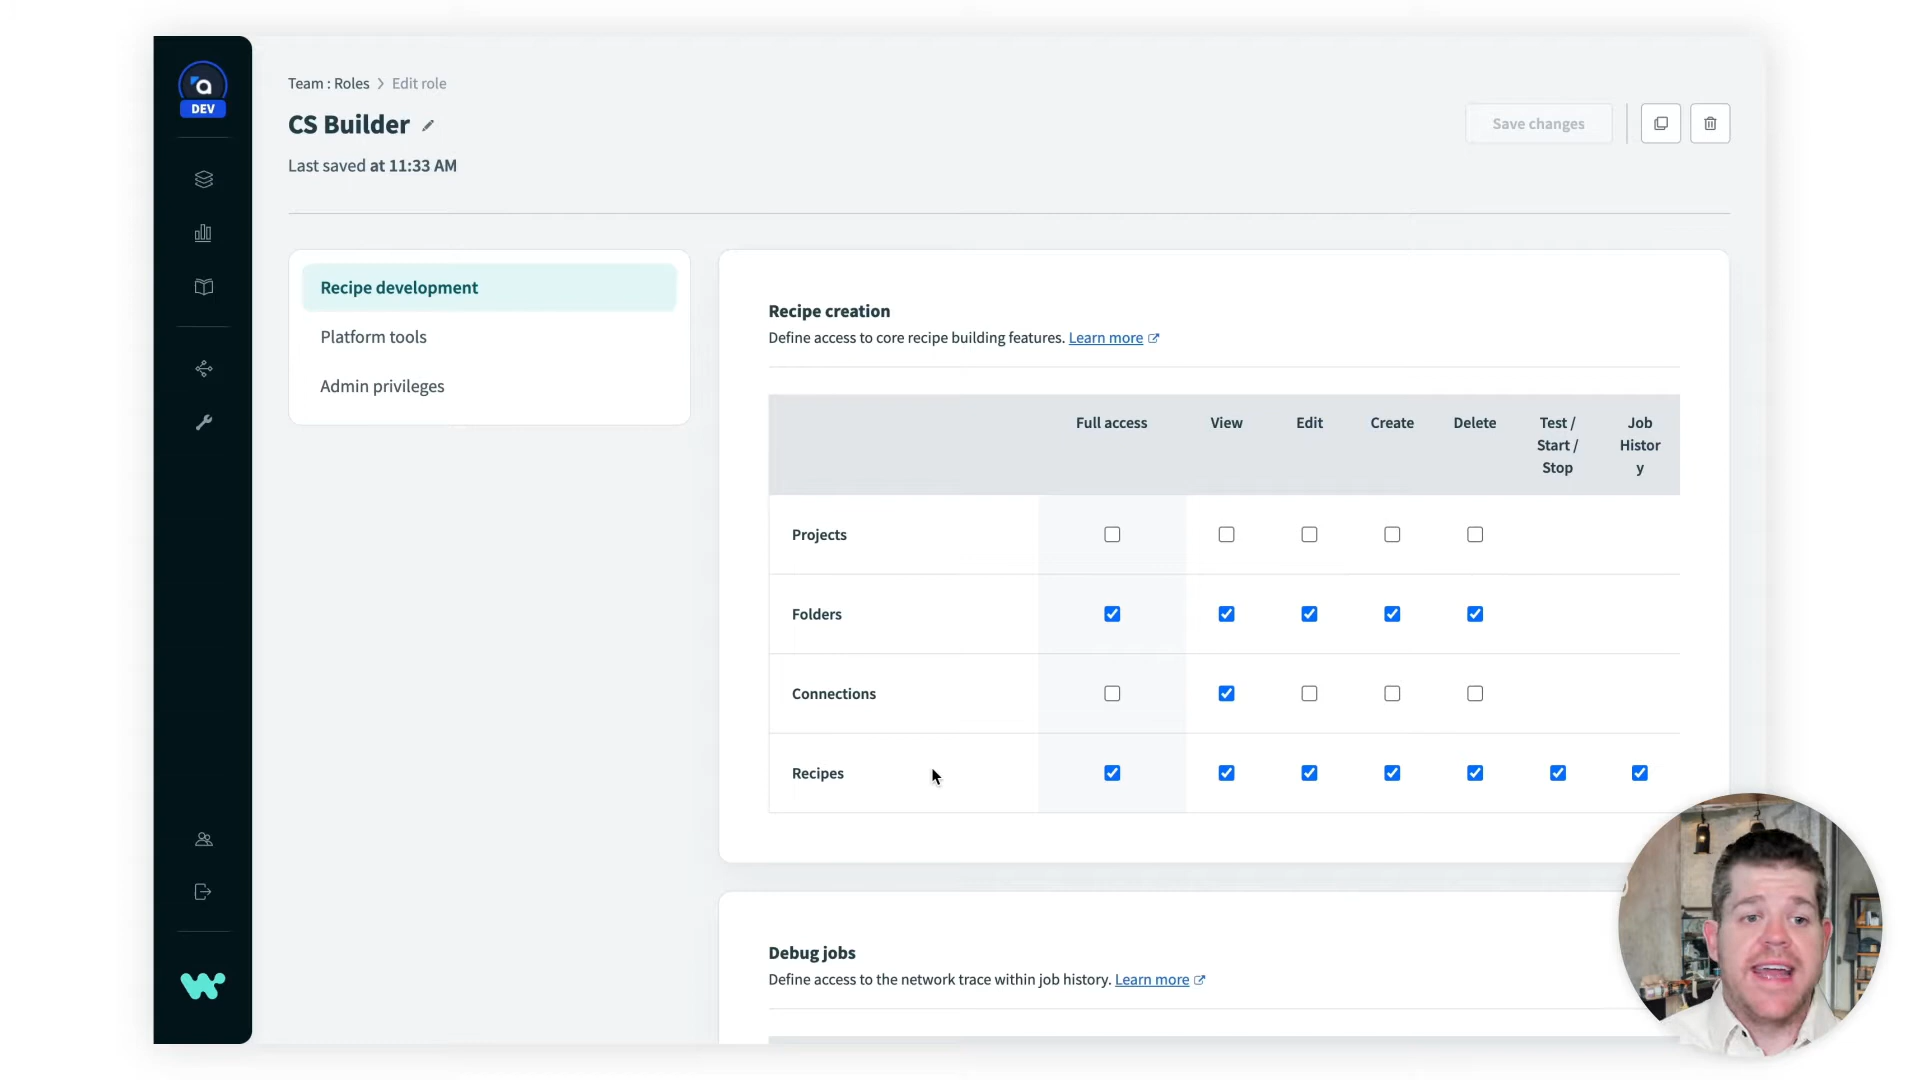 DEV
Team : Roles > Edit role
CS Builder
Save changes
Last saved at 11:33 AM
Recipe development
Platform tools
Admin privileges
Recipe creation
Define access to core recipe building features. Learn more
Full access
View
Edit
Create
Delete
Test /
Start /
Stop
Job
Histor
y
Projects
Folders
Connections
Recipes
Debug jobs
Define access to the network trace within job history. Learn more